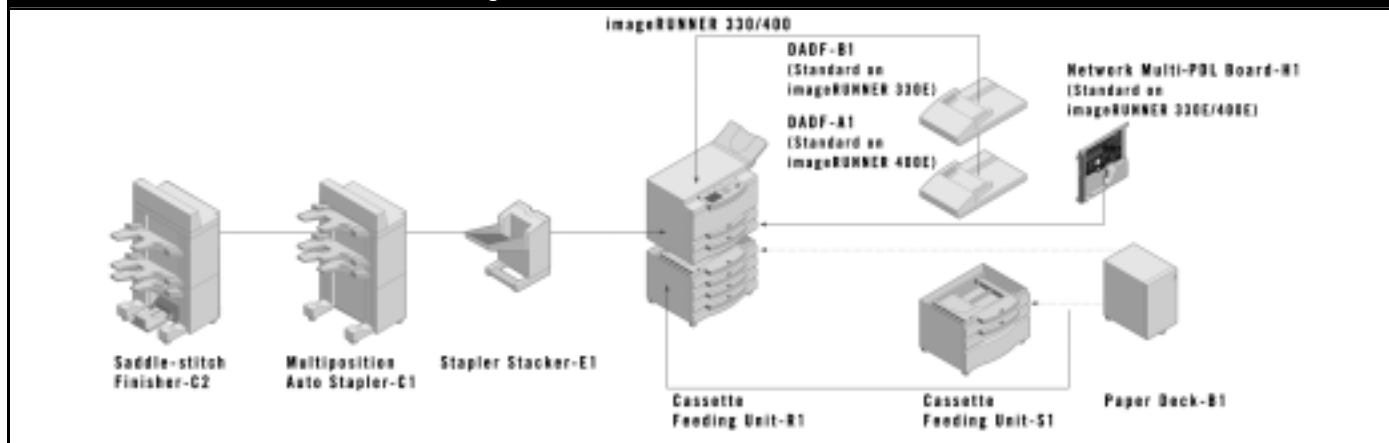 imageRUNNER 330/400
DADF-B1
(Standard on
imageRUNNER 330E)
DADF-A1
(Standard on
imageRUNNER 400E)
Network Multi-PDL Board-H1
(Standard on
imageRUNNER 330E/400E)
Saddle-stitch
Finisher-C2
Multiposition
Auto Stapler-C1
Stapler Stacker-E1
Cassette
Feeding Unit-R1
Cassette
Feeding Unit-S1
Paper Deck-B1